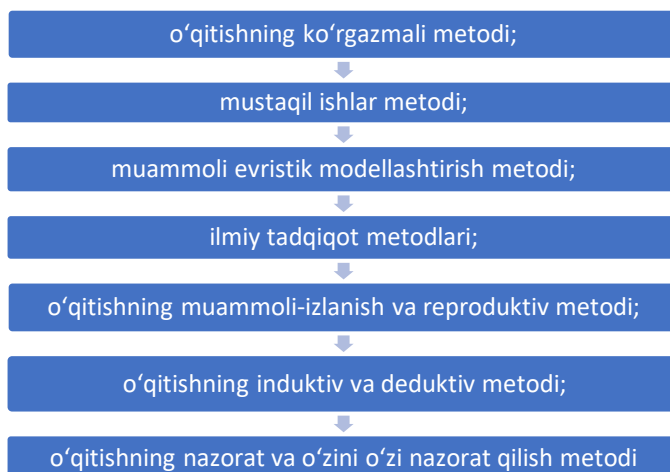 o‘qitishning ko‘rgazmali metodi;
mustaqil ishlar metodi;
muammoli evristik modellashtirish metodi;
ilmiy tadqiqot metodlari;
o‘qitishning muammoli-izlanish va reproduktiv metodi;
o‘qitishning induktiv va deduktiv metodi;
o‘qitishning nazorat va o‘zini o‘zi nazorat qilish metodi